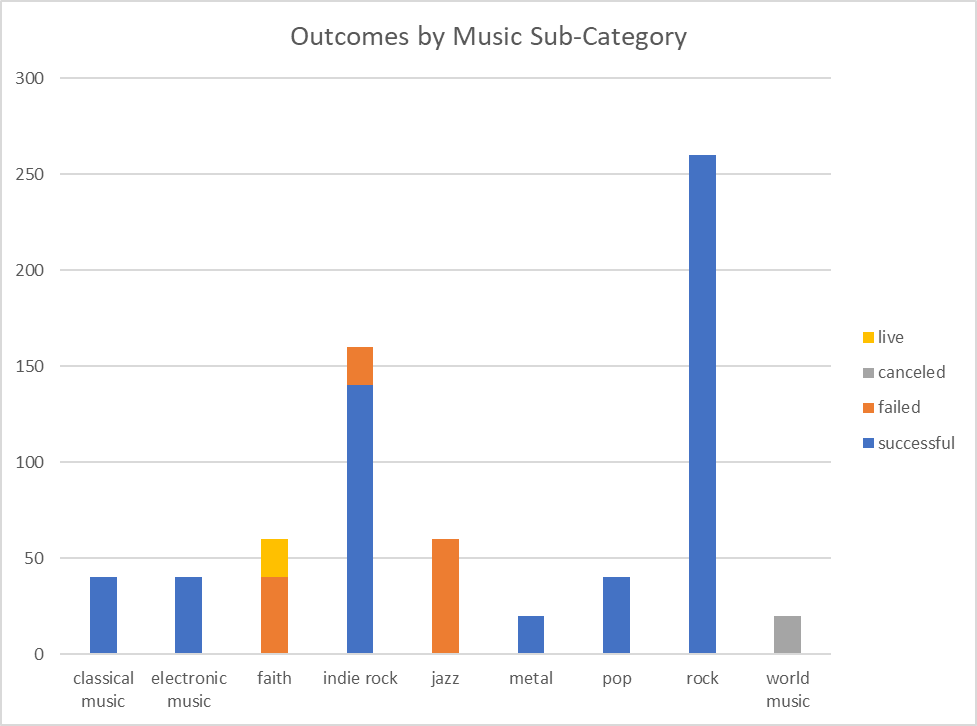 Outcomes by Music Sub-Category
300
250
200
150
100
50
0
classical music
electronic music
faith
indie rock
jazz
metal
pop
rock
world music
live
canceled
failed
successful